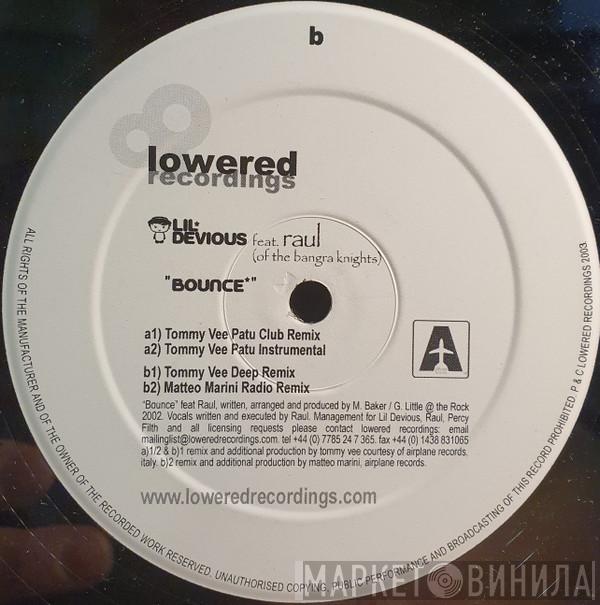 b
lowered
recordings
LIL*
DEVIOUS feat. raul
(of the bangra knights)
"BOUNCE*"
a1) Tommy Vee Patu Club Remix
a2) Tommy Vee Patu Instrumental
b1) Tommy Vee Deep Remix
b2) Matteo Marini Radio Remix
A
"Bounce" feat Raul, written, arranged and produced by M. Baker / G. Little @ the Rock
2002. Vocals written and executed by Raul. Management for Lil Devious, Raul, Percy
Filth and all licensing requests please contact lowered recordings: email
mailinglist@loweredrecordings.com. tel +44 (0) 7785 24 7 365. fax +44 (0) 1438 831065
a)1/2 & b)1 remix and additional production by tommy vee courtesy of airplane records.
italy. b)2 remix and additional production by matteo marini, airplane records.
www.loweredrecordings.com
ALL RIGHTS OF THE MANUFACTURER AND OF THE OWNER OF THE RECORDED WORK RESERVED. UNAUTHORISED COPYING, PUBLIC PERFORMANCE AND BROADCASTING OF THIS RECORD PROHIBITED. P & C LOWERED RECORDINGS 2003.
МАРКЕТ ВИНИЛА